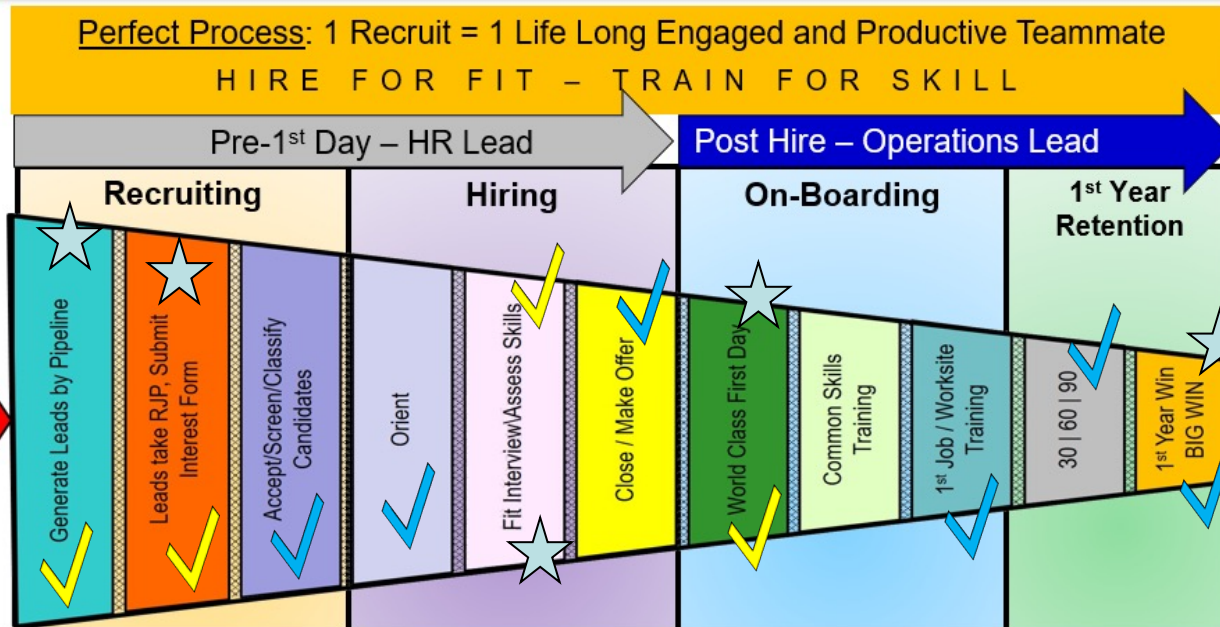 Perfect Process: 1 Recruit = 1 Life Long Engaged and Productive Teammate
HIRE FOR FIT – TRAIN FOR SKILL
Pre-1st Day – HR Lead
Post Hire – Operations Lead
Recruiting
Hiring
On-Boarding
1st Year
Retention
Generate Leads by Pipeline
Leads take RJP, Submit
Interest Form
Accept/Screen/Classify
Candidates
Orient
Fit Interview\Assess Skills
Close / Make Offer
World Class First Day
Common Skills
Training
1st Job / Worksite
Training
30 | 60 | 90
1st Year Win
BIG WIN